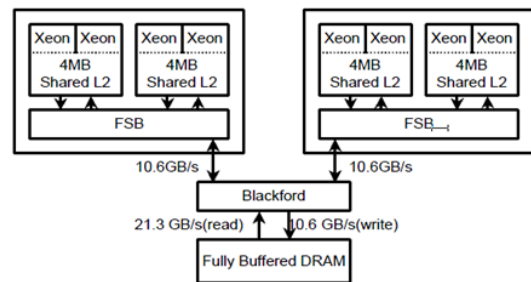 Xeon Xeon Xeon Xeon Xeon Xeon Xeon Xeon
4MB 4MB 4MB 4MB
Shared L2 Shared L2 Shared L2 Shared L2
FSB FSB
10.6GB/s 10.6GB/s
Blackford
21.3 GB/s(read) 10.6 GB/s(write)
Fully Buffered DRAM